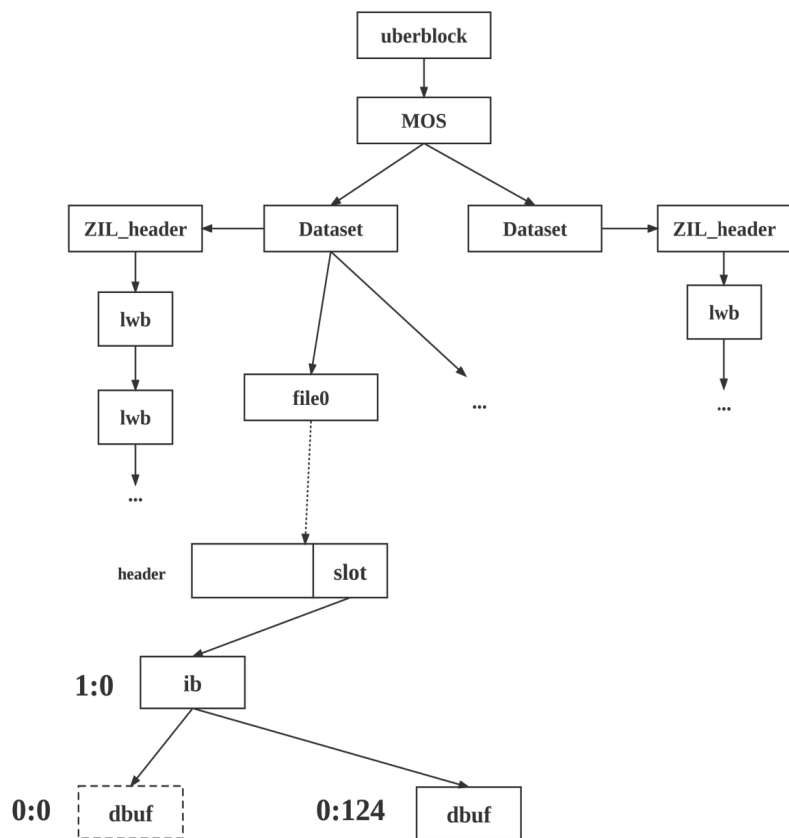 uberblock
MOS
ZIL_header Dataset Dataset ZIL_header
lwb lwb
file0 ...
lwb ...
...
header slot
1:0 ib
0:0 dbuf 0:124 dbuf